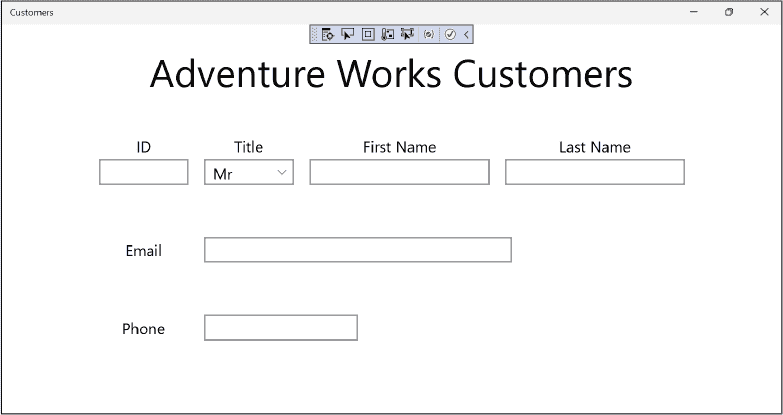 Customers
Adventure Works Customers
ID Title First Name Last Name
Mr
Email
Phone